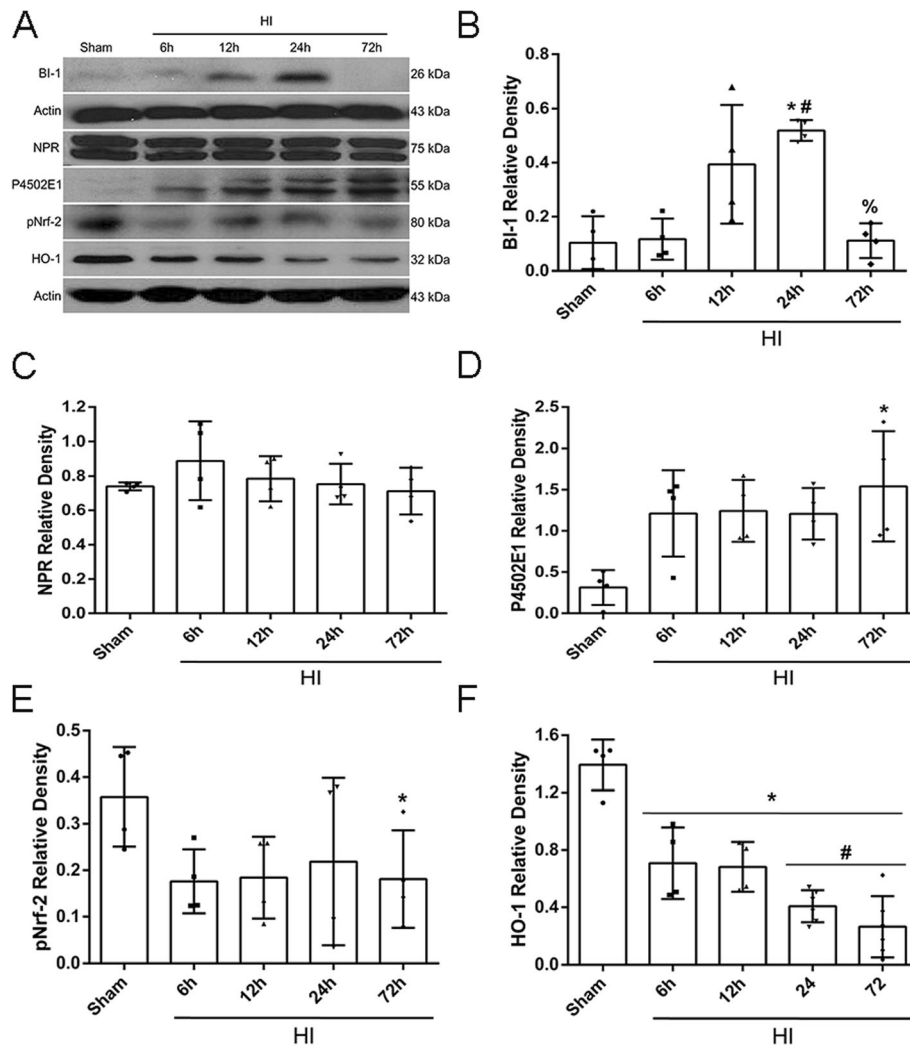 A
HI
Sham 6h 12h 24h 72h
BI-1 26 kDa
Actin 43 kDa
NPR 75 kDa
P4502E1 55 kDa
pNrf-2 80 kDa
HO-1 32 kDa
Actin 43 kDa
B
BI-1 Relative Density
0.8
0.6
0.4
0.2
0.0
* #
%
Sham 6h 12h 24h 72h
HI
C
NPR Relative Density
1.2
1.0
0.8
0.6
0.4
0.2
0.0
Sham 6h 12h 24h 72h
HI
D
P4502E1 Relative Density
2.5
2.0
1.5
1.0
0.5
0.0
*
Sham 6h 12h 24h 72h
HI
E
pNrf-2 Relative Density
0.5
0.4
0.3
0.2
0.1
0.0
*
Sham 6h 12h 24h 72h
HI
F
HO-1 Relative Density
1.6
1.2
0.8
0.4
0.0
*
#
Sham 6h 12h 24 72
HI